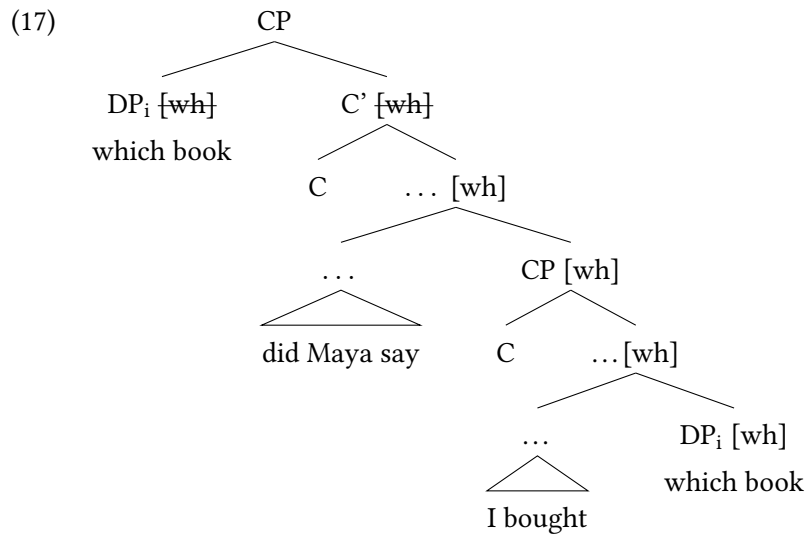 (17) CP
DPᵢ [wh] C’ [wh]
which book
C . . . [wh]
. . . CP [wh]
did Maya say C . . . [wh]
. . . DPᵢ [wh]
I bought which book